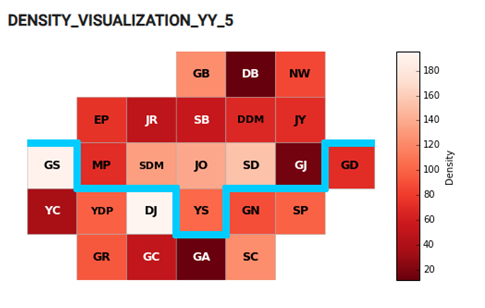 DENSITY_VISUALIZATION_YY_5
GB DB NW
EP JR SB DDM JY
GS MP SDM JO SD GJ GD
YC YDP DJ YS GN SP
GR GC GA SC
180
160
140
120
100
80
60
40
20
Density